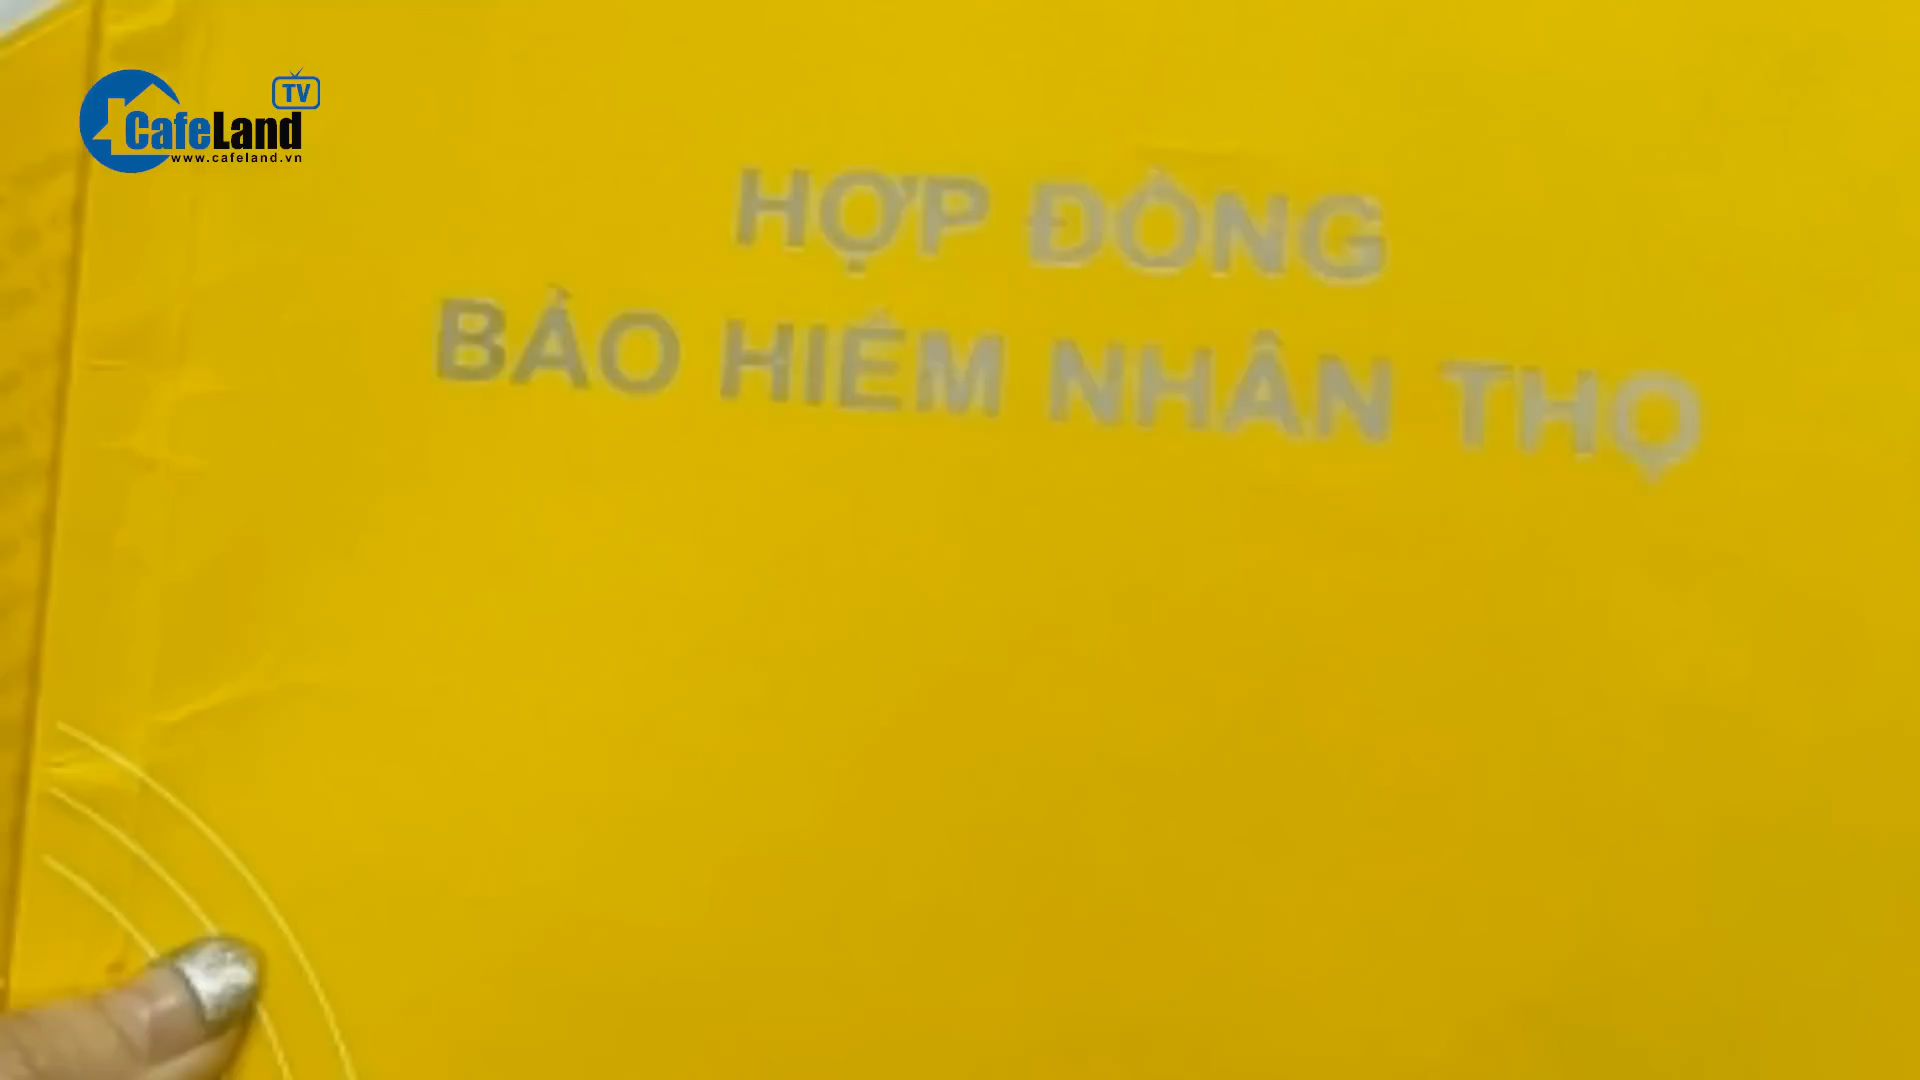 TV
CafeLand
www.cafeland.vn
HỢP ĐỒNG
BẢO HIỂM NHÂN THỌ